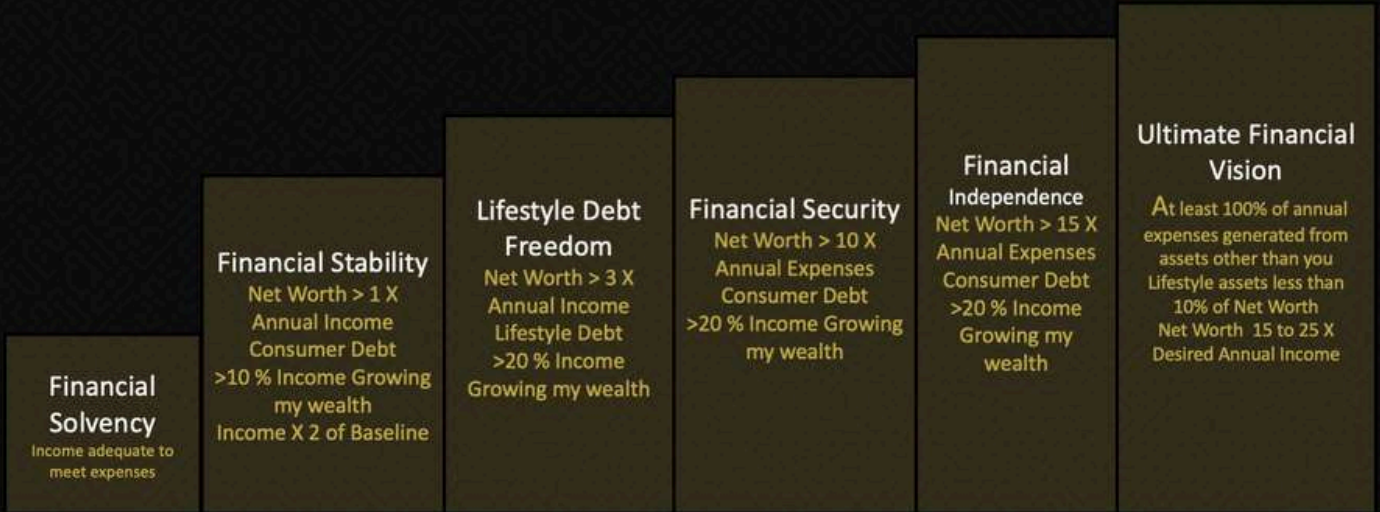 Financial
Solvency
Income adequate to
meet expenses
Financial Stability
Net Worth > 1 X
Annual Income
Consumer Debt
>10 % Income Growing
my wealth
Income X 2 of Baseline
Lifestyle Debt
Freedom
Net Worth > 3 X
Annual Income
Lifestyle Debt
>20 % Income
Growing my wealth
Financial Security
Net Worth > 10 X
Annual Expenses
Consumer Debt
>20 % Income Growing
my wealth
Financial
Independence
Net Worth > 15 X
Annual Expenses
Consumer Debt
>20 % Income
Growing my
wealth
Ultimate Financial
Vision
At least 100% of annual
expenses generated from
assets other than you
Lifestyle assets less than
10% of Net Worth
Net Worth 15 to 25 X
Desired Annual Income